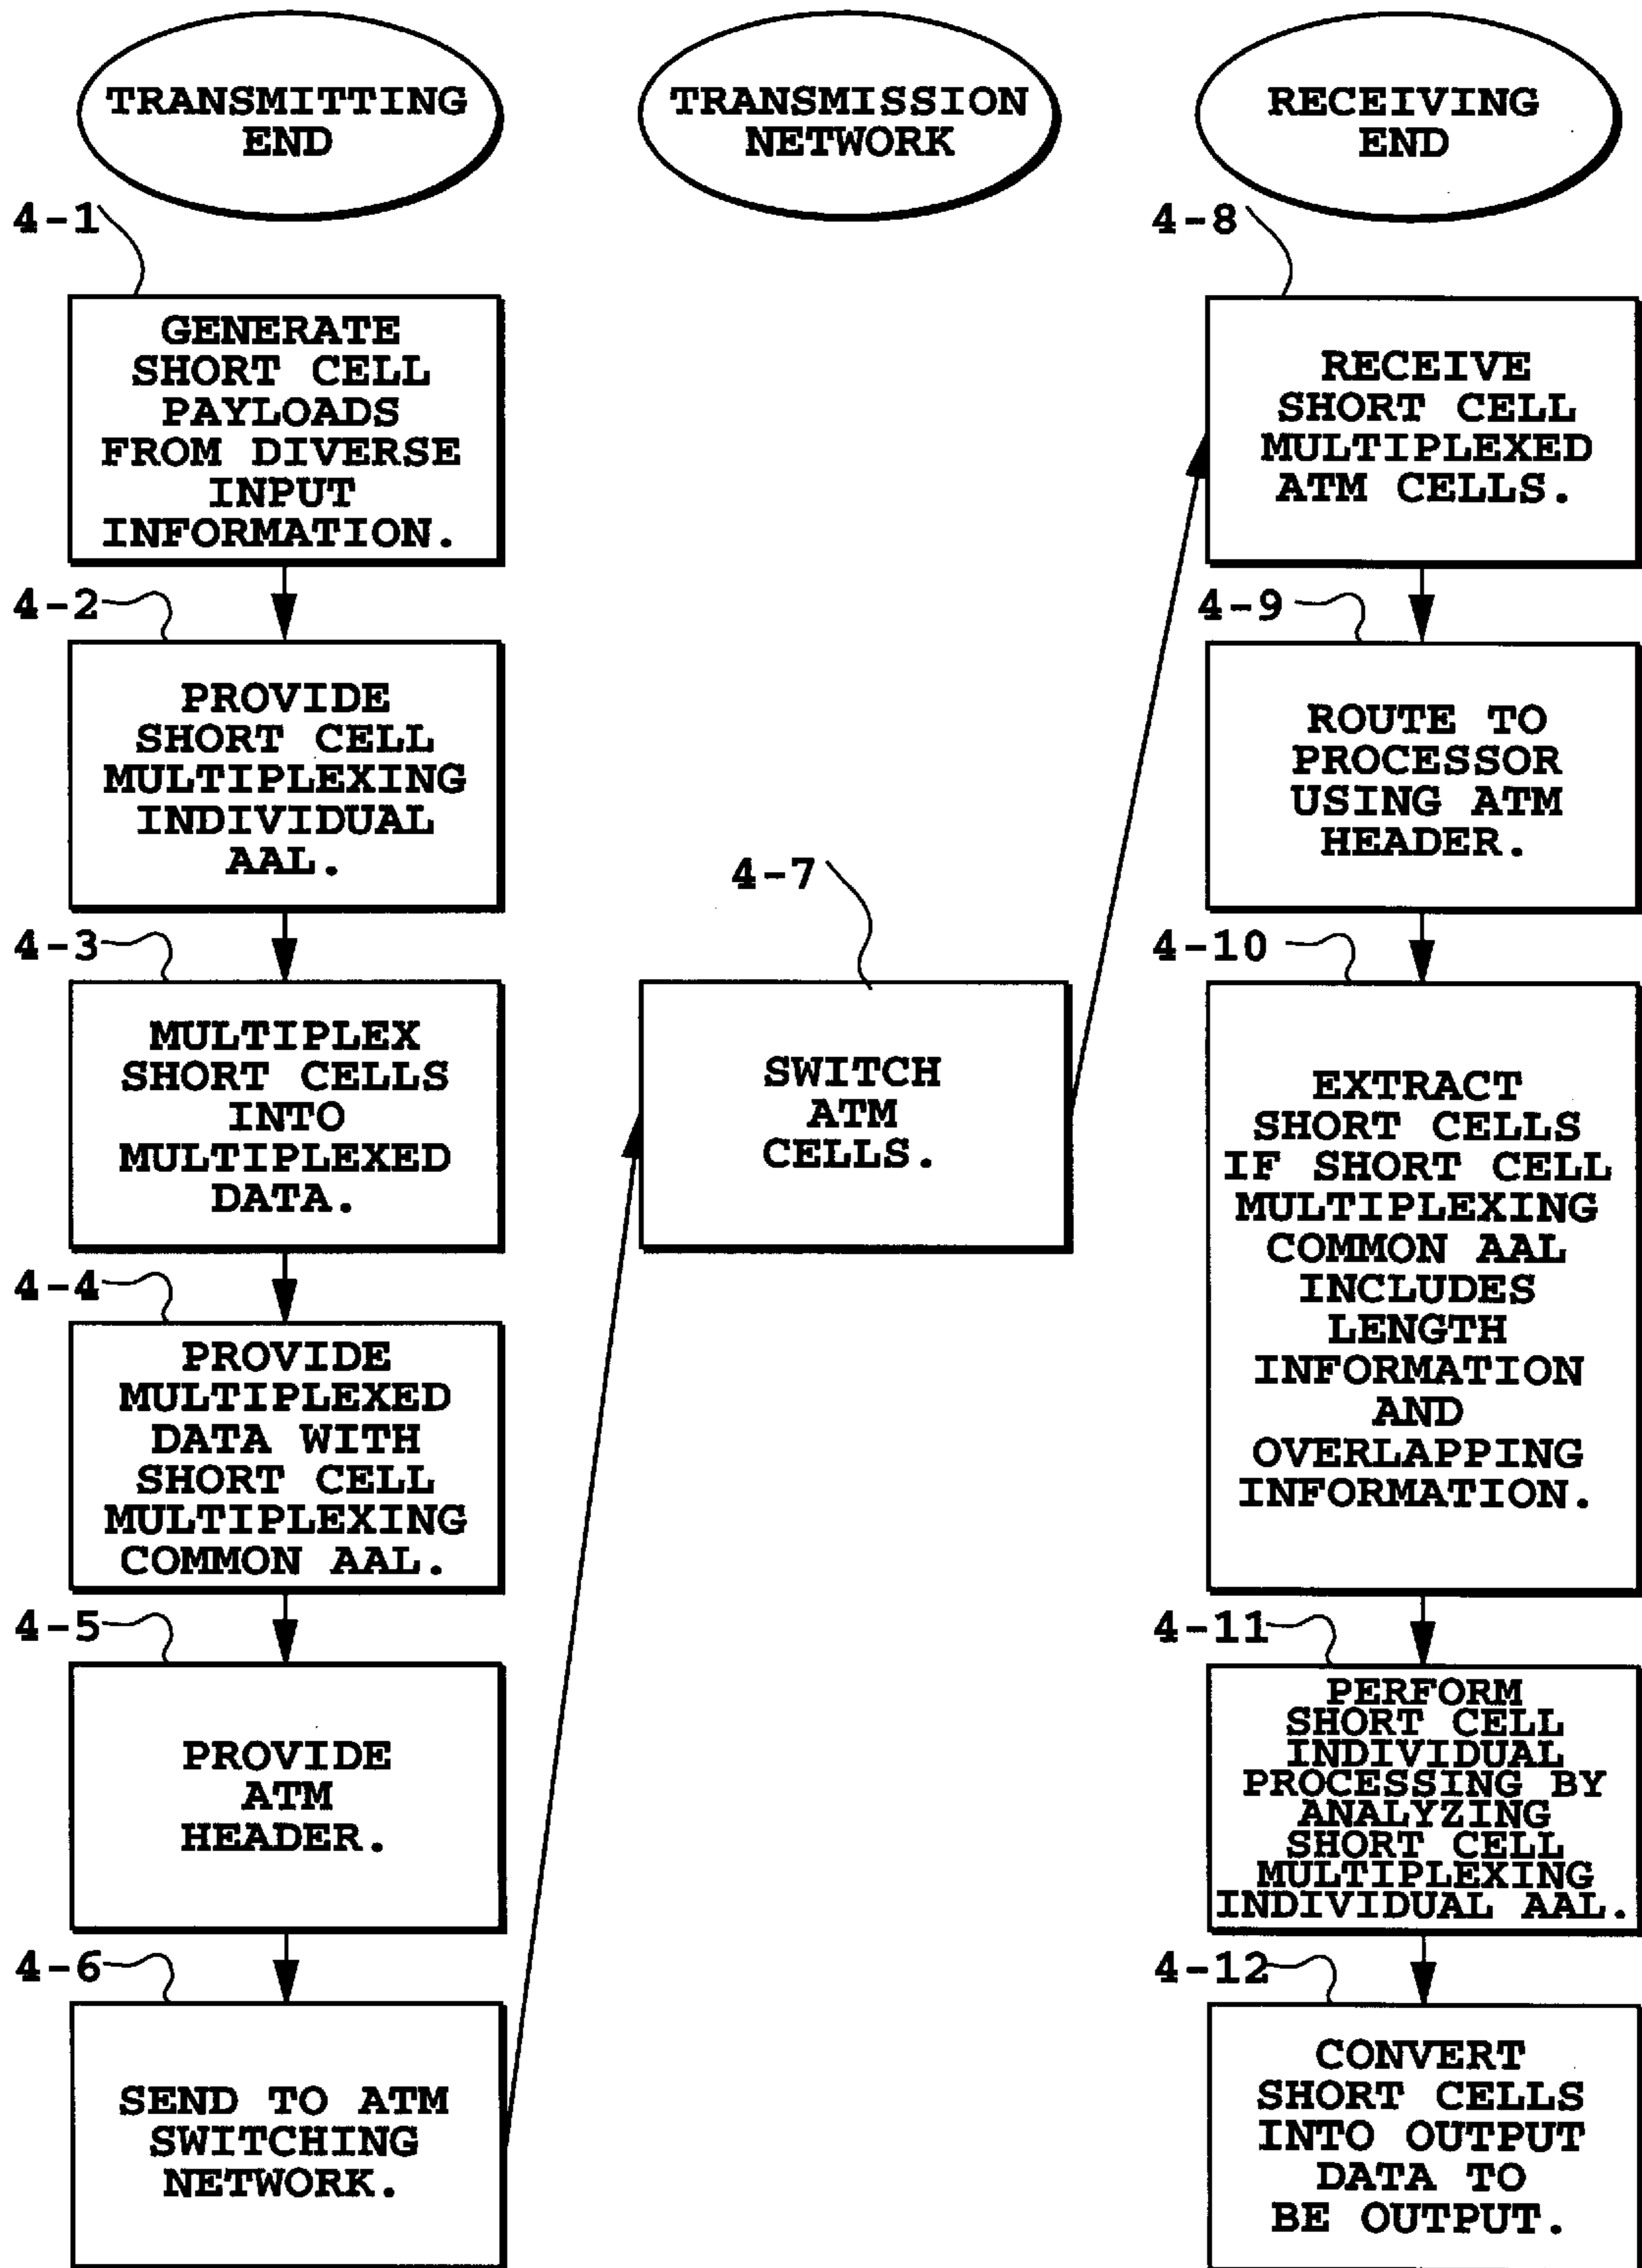 TRANSMITTING
END
TRANSMISSION
NETWORK
RECEIVING
END
4-1
GENERATE
SHORT CELL
PAYLOADS
FROM DIVERSE
INPUT
INFORMATION.
4-2
PROVIDE
SHORT CELL
MULTIPLEXING
INDIVIDUAL
AAL.
4-3
MULTIPLEX
SHORT CELLS
INTO
MULTIPLEXED
DATA.
4-4
PROVIDE
MULTIPLEXED
DATA WITH
SHORT CELL
MULTIPLEXING
COMMON AAL.
4-5
PROVIDE
ATM
HEADER.
4-6
SEND TO ATM
SWITCHING
NETWORK.
4-7
SWITCH
ATM
CELLS.
4-8
RECEIVE
SHORT CELL
MULTIPLEXED
ATM CELLS.
4-9
ROUTE TO
PROCESSOR
USING ATM
HEADER.
4-10
EXTRACT
SHORT CELLS
IF SHORT CELL
MULTIPLEXING
COMMON AAL
INCLUDES
LENGTH
INFORMATION
AND
OVERLAPPING
INFORMATION.
4-11
PERFORM
SHORT CELL
INDIVIDUAL
PROCESSING BY
ANALYZING
SHORT CELL
MULTIPLEXING
INDIVIDUAL AAL.
4-12
CONVERT
SHORT CELLS
INTO OUTPUT
DATA TO
BE OUTPUT.